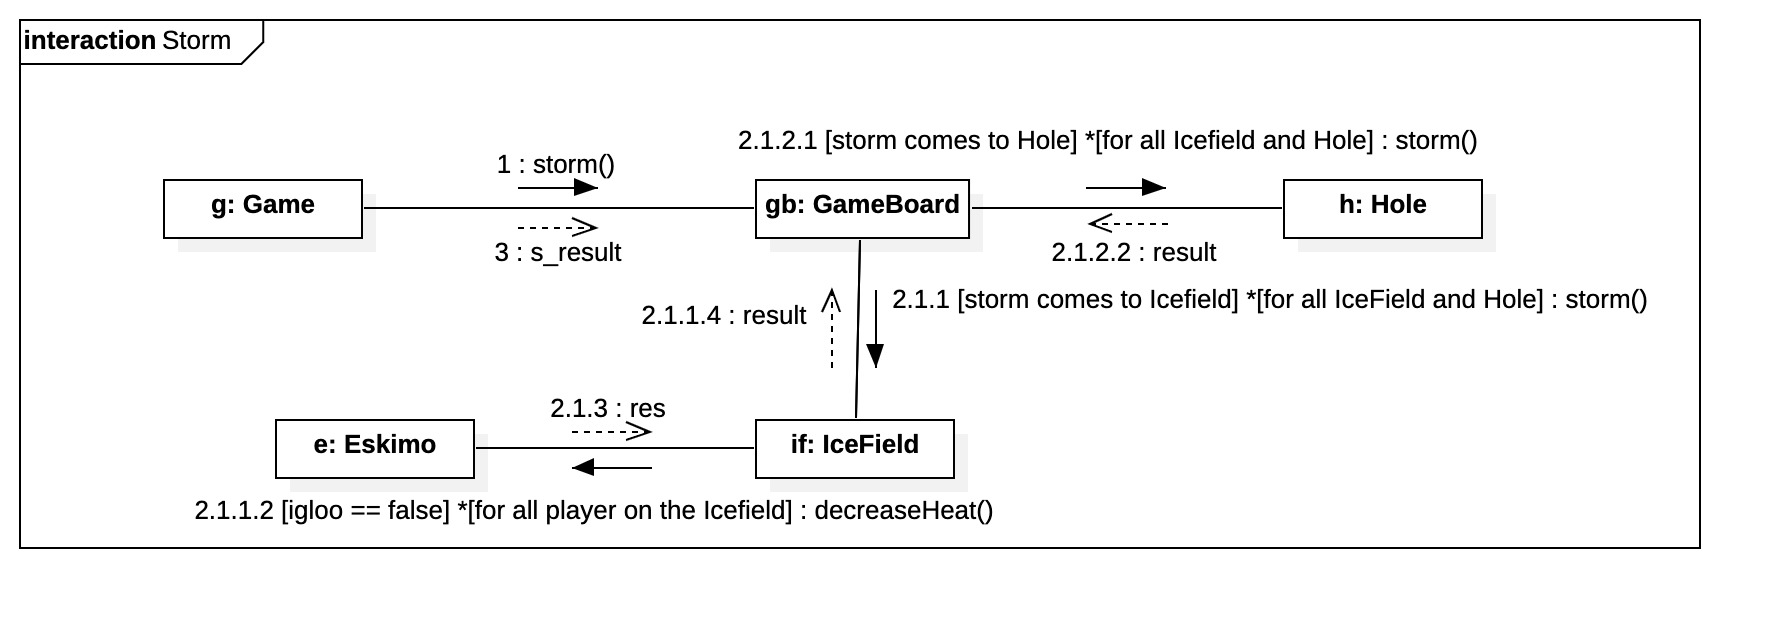 interaction Storm
2.1.2.1 [storm comes to Hole] *[for all Icefield and Hole] : storm()
1 : storm()
g: Game
gb: GameBoard
h: Hole
3 : s_result
2.1.2.2 : result
2.1.1 [storm comes to Icefield] *[for all IceField and Hole] : storm()
2.1.1.4 : result
2.1.3 : res
e: Eskimo
if: IceField
2.1.1.2 [igloo == false] *[for all player on the Icefield] : decreaseHeat()